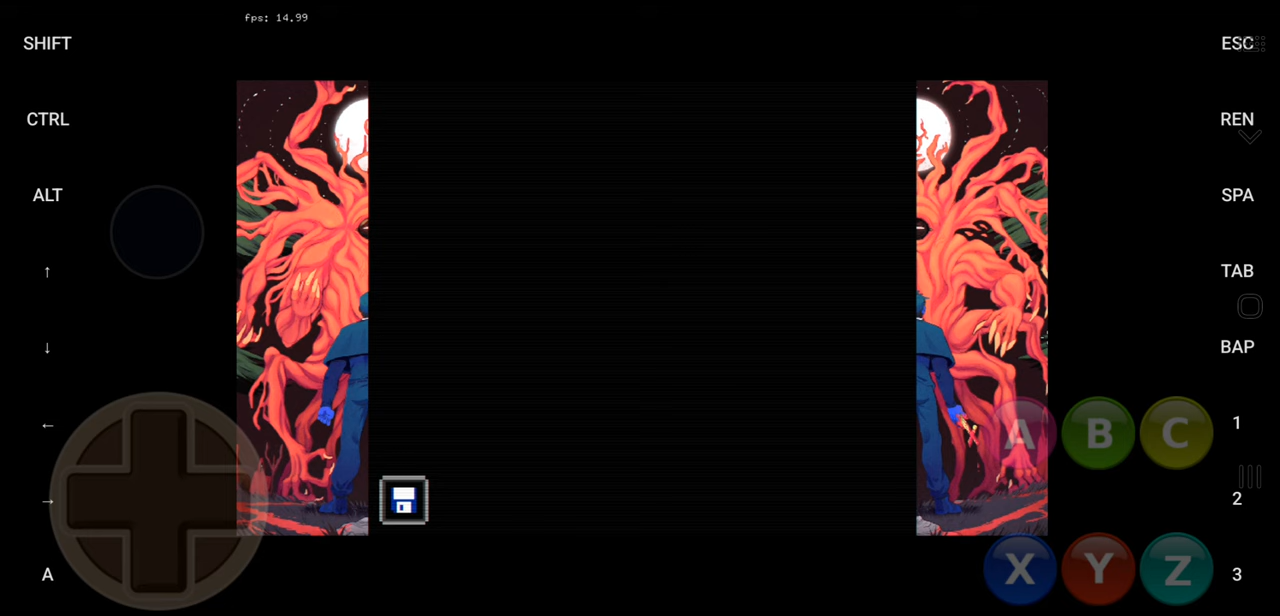 fps: 14.99
SHIFT
ESC
CTRL
REN
ALT
SPA
↑
TAB
↓
BAP
←
1
A B C
→
2
A
X Y Z
3